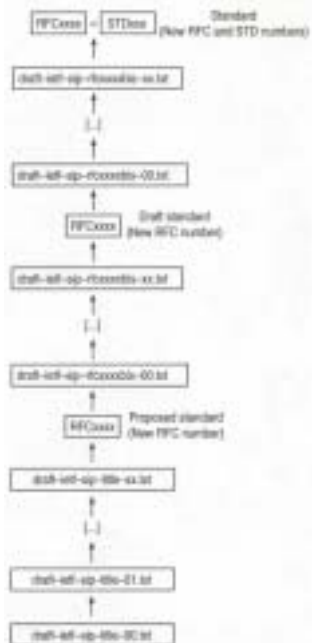 RFCxxxx = STDxxx
Standard
(New RFC and STD numbers)
draft-ietf-sip-rfcxxxxbis-xx.txt
[...]
draft-ietf-sip-rfcxxxxbis-00.txt
RFCxxxx
Draft standard
(New RFC number)
draft-ietf-sip-rfcxxxxbis-xx.txt
[...]
draft-ietf-sip-rfcxxxxbis-00.txt
RFCxxxx
Proposed standard
(New RFC number)
draft-ietf-sip-title-xx.txt
[...]
draft-ietf-sip-title-01.txt
draft-ietf-sip-title-00.txt